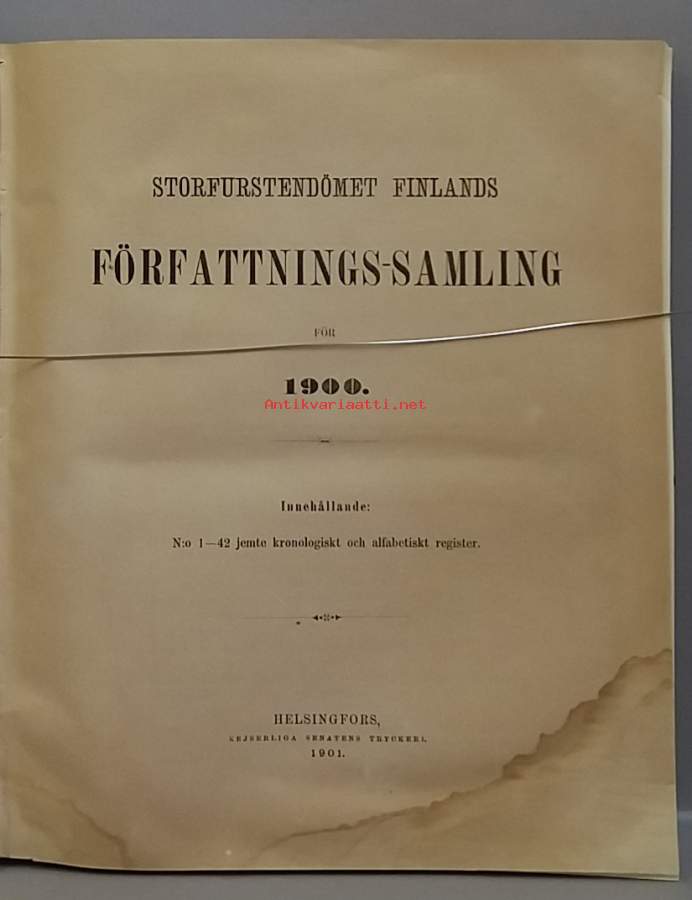 STORFURSTENDÖMET FINLANDS
FÖRFATTNINGS-SAMLING
FÖR
1900.
Antikvariaatti.net
Innehållande:
N:o 1—42 jemte kronologiskt och alfabetiskt register.
HELSINGFORS,
KEJSERLIGA SENATENS TRYCKERI,
1901.